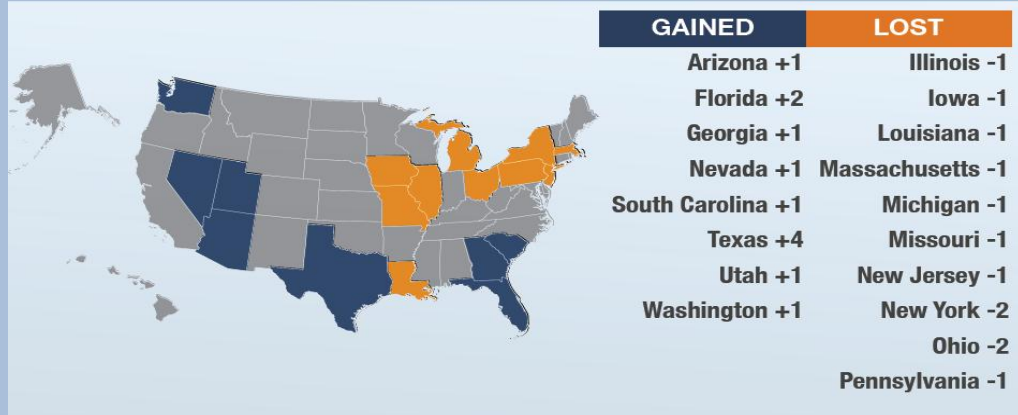 GAINED LOST
Arizona +1 Illinois -1
Florida +2 Iowa -1
Georgia +1 Louisiana -1
Nevada +1 Massachusetts -1
South Carolina +1 Michigan -1
Texas +4 Missouri -1
Utah +1 New Jersey -1
Washington +1 New York -2
Ohio -2
Pennsylvania -1